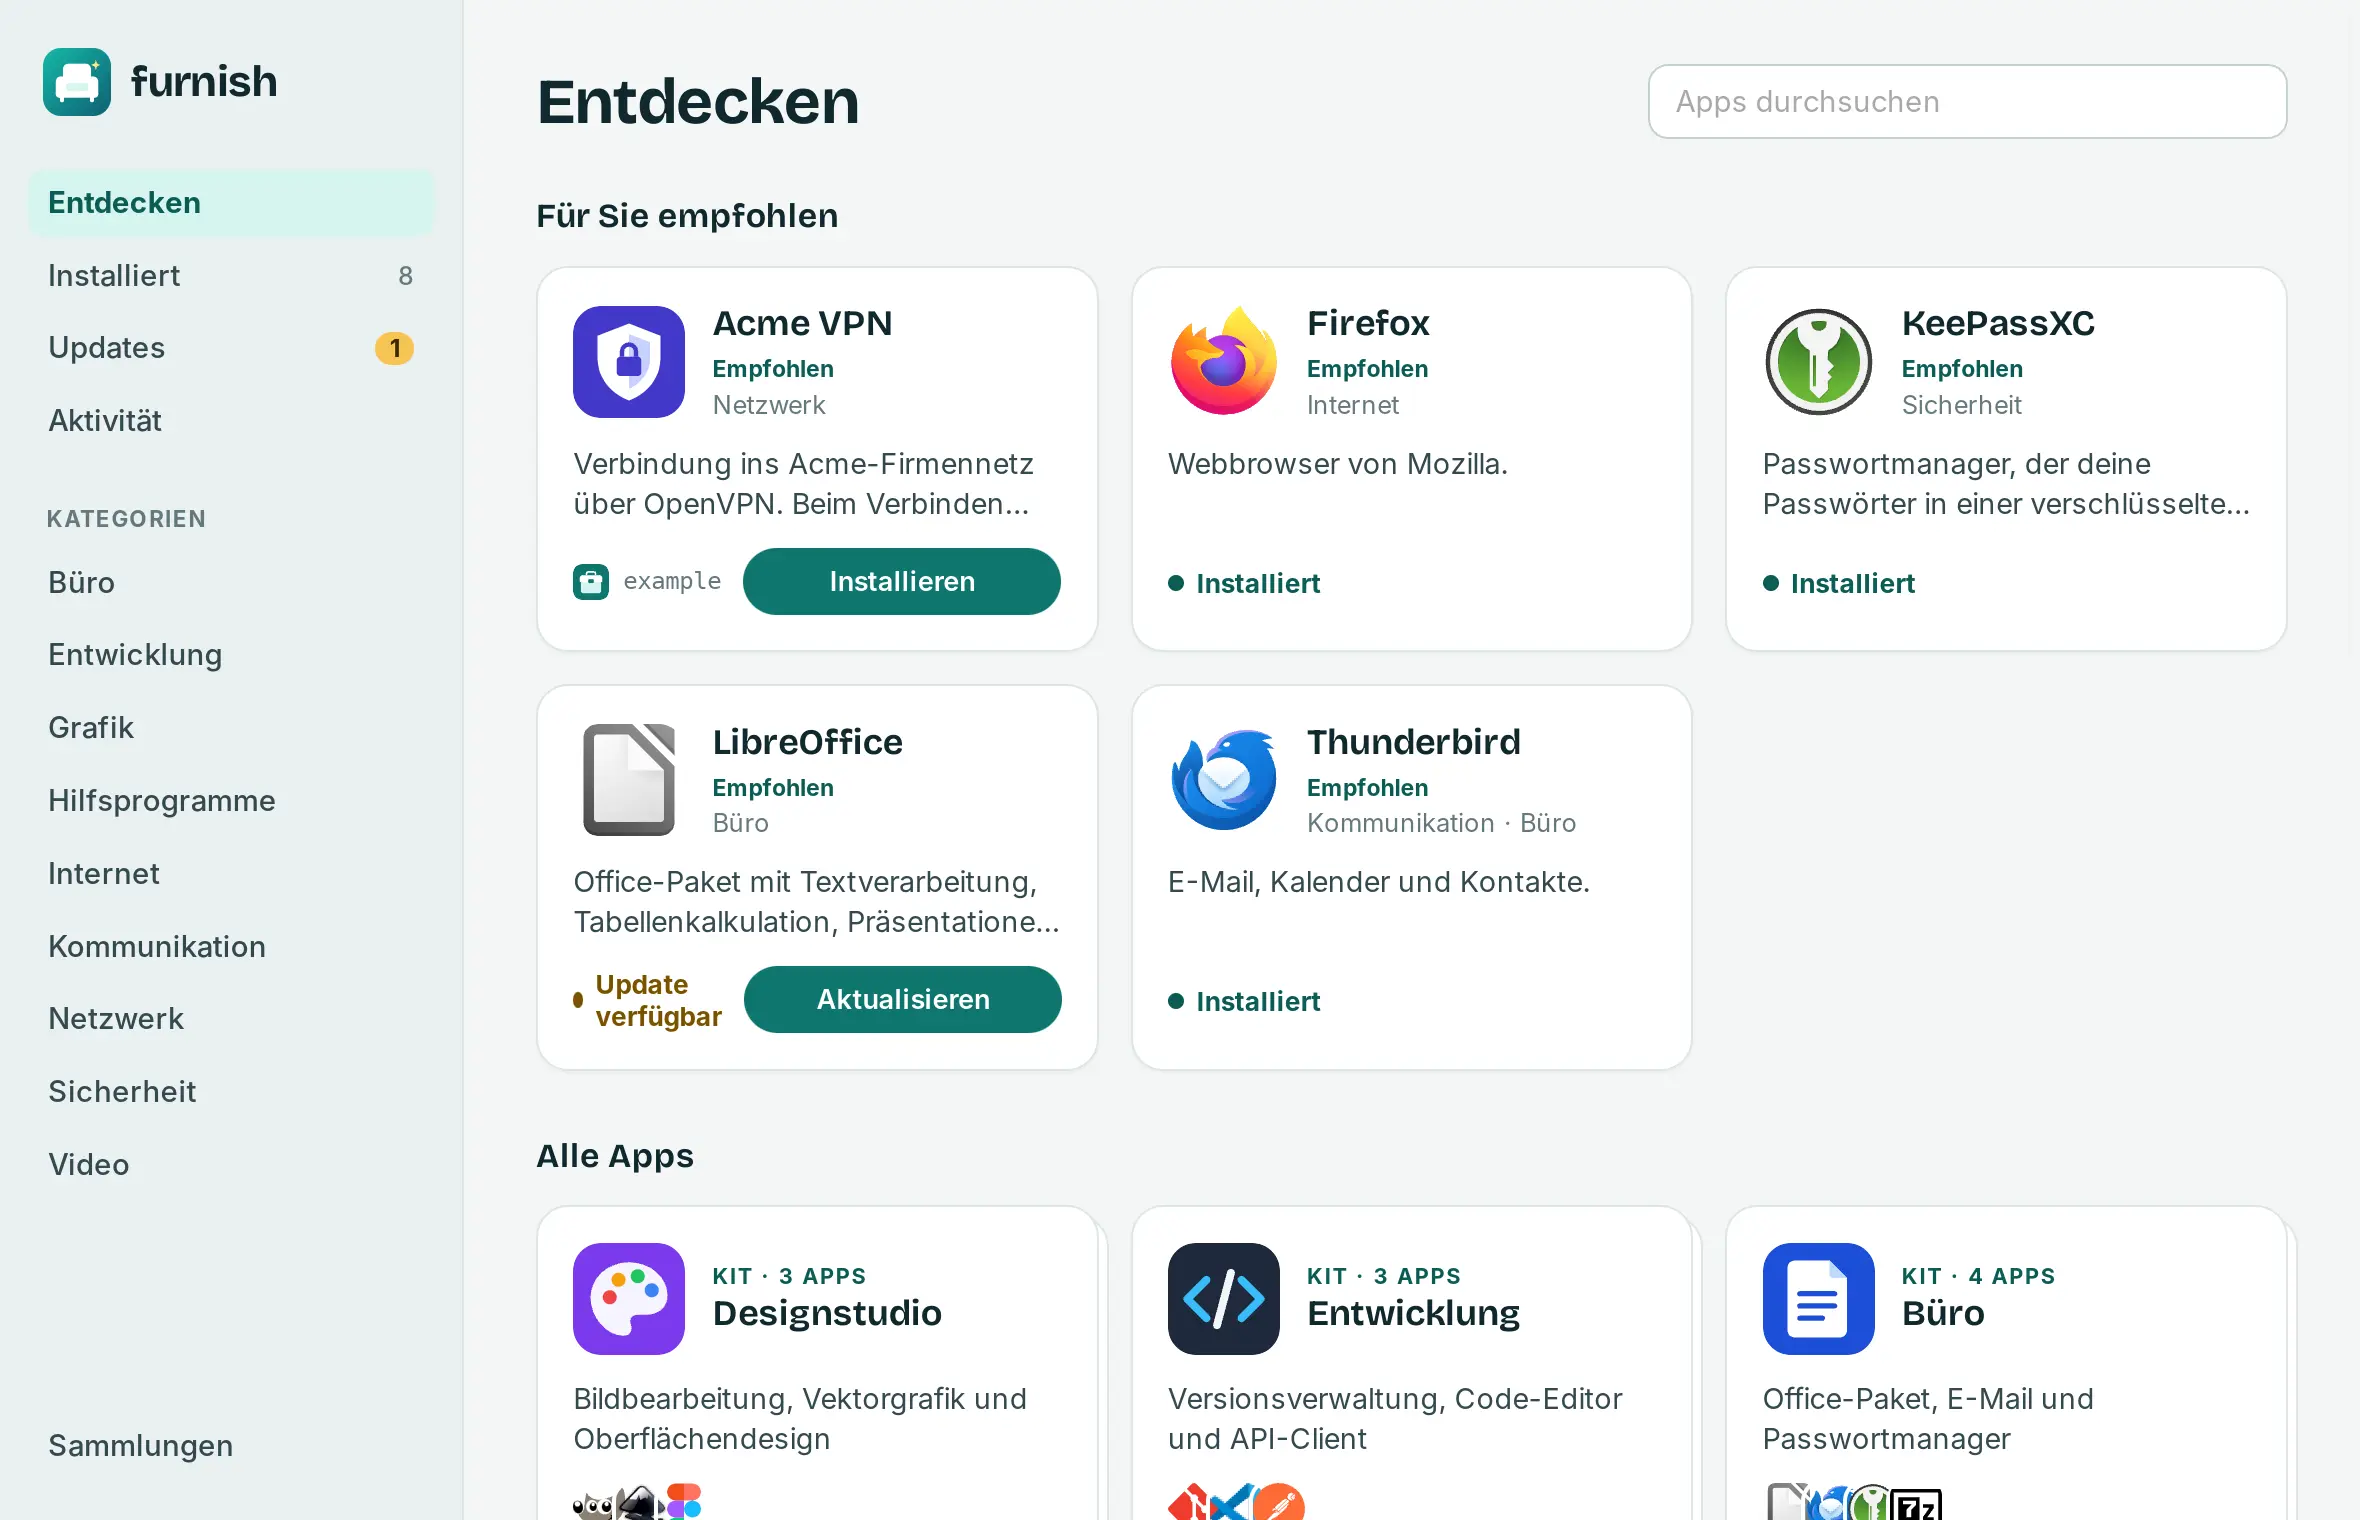 furnish
Entdecken
Installiert 8
Updates 1
Aktivität
KATEGORIEN
Büro
Entwicklung
Grafik
Hilfsprogramme
Internet
Kommunikation
Netzwerk
Sicherheit
Video
Sammlungen
Entdecken
Apps durchsuchen
Für Sie empfohlen
Acme VPN
Empfohlen
Netzwerk
Verbindung ins Acme-Firmennetz
über OpenVPN. Beim Verbinden...
example
Installieren
Firefox
Empfohlen
Internet
Webbrowser von Mozilla.
Installiert
KeePassXC
Empfohlen
Sicherheit
Passwortmanager, der deine
Passwörter in einer verschlüsselte...
Installiert
LibreOffice
Empfohlen
Büro
Office-Paket mit Textverarbeitung,
Tabellenkalkulation, Präsentatione...
Update
verfügbar
Aktualisieren
Thunderbird
Empfohlen
Kommunikation · Büro
E-Mail, Kalender und Kontakte.
Installiert
Alle Apps
KIT · 3 APPS
Designstudio
Bildbearbeitung, Vektorgrafik und
Oberflächendesign
KIT · 3 APPS
Entwicklung
Versionsverwaltung, Code-Editor
und API-Client
KIT · 4 APPS
Büro
Office-Paket, E-Mail und
Passwortmanager
7z